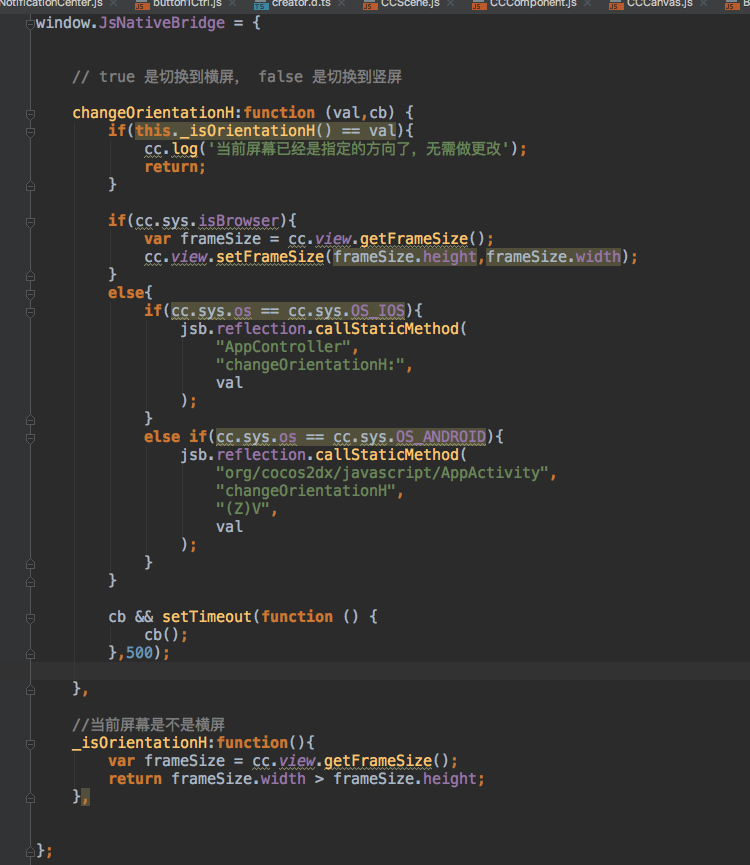 NotificationCenter.js button1Ctrl.js creator.d.ts CCScene.js CCComponent.js CCCanvas.js B
window.JsNativeBridge = {
// true 是切换到横屏, false 是切换到竖屏
changeOrientationH:function (val,cb) {
if(this._isOrientationH() == val){
cc.log('当前屏幕已经是指定的方向了，无需做更改');
return;
}
if(cc.sys.isBrowser){
var frameSize = cc.view.getFrameSize();
cc.view.setFrameSize(frameSize.height,frameSize.width);
}
else{
if(cc.sys.os == cc.sys.OS_IOS){
jsb.reflection.callStaticMethod(
"AppController",
"changeOrientationH:",
val
);
}
else if(cc.sys.os == cc.sys.OS_ANDROID){
jsb.reflection.callStaticMethod(
"org/cocos2dx/javascript/AppActivity",
"changeOrientationH",
"(Z)V",
val
);
}
}
cb && setTimeout(function () {
cb();
},500);
},
//当前屏幕是不是横屏
_isOrientationH:function(){
var frameSize = cc.view.getFrameSize();
return frameSize.width > frameSize.height;
},
};